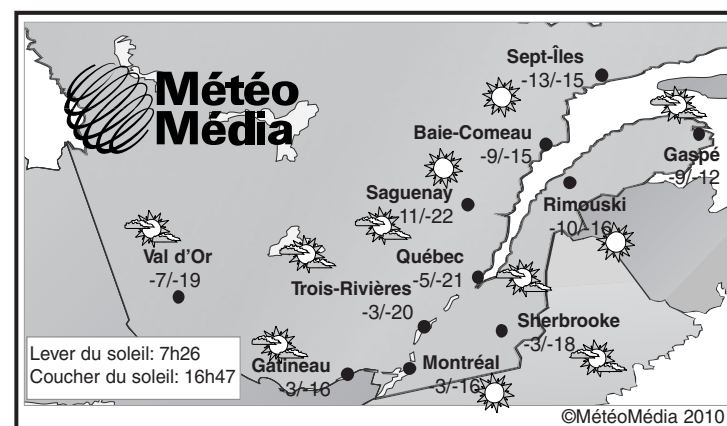 Météo
Média
Sept-Îles
-13/-15
Baie-Comeau
-9/-15
Gaspé
-9/-12
Saguenay
-11/-22
Rimouski
-10/-16
Val d'Or
-7/-19
Québec
-5/-21
Trois-Rivières
-3/-20
Sherbrooke
-3/-18
Gatineau
-3/-16
Montréal
-3/-16
Lever du soleil: 7h26
Coucher du soleil: 16h47
©MétéoMédia 2010